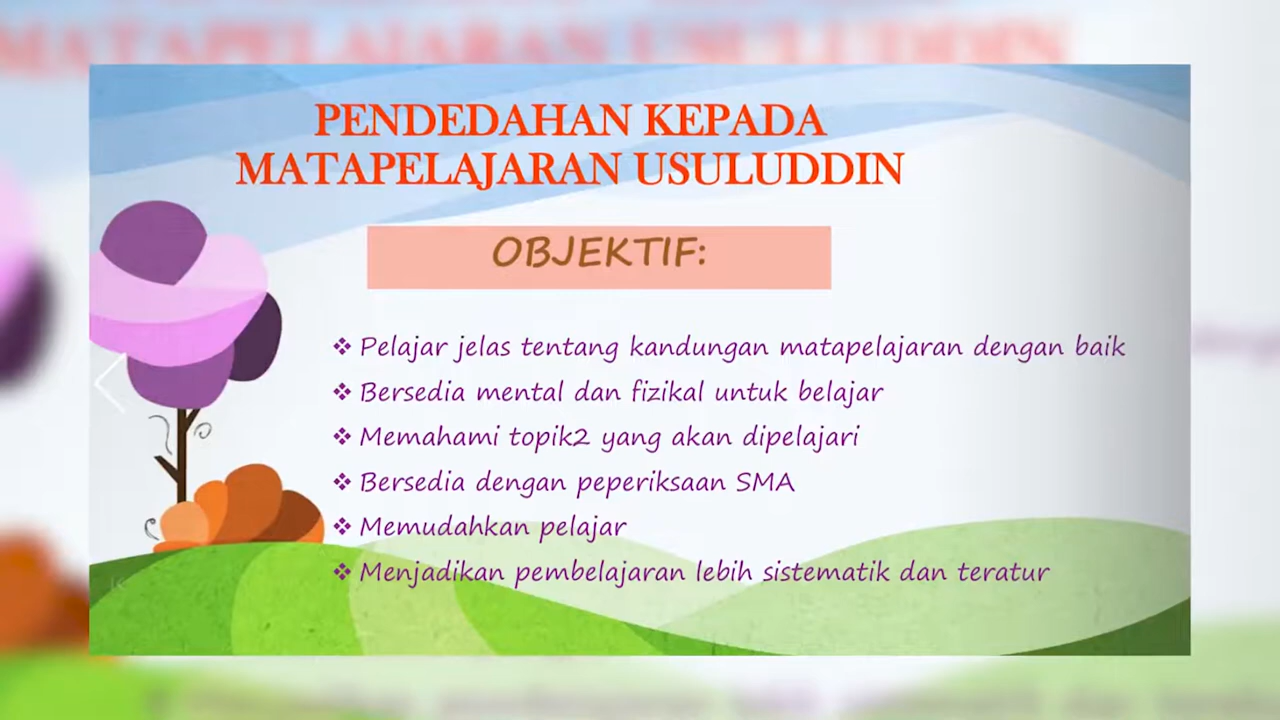 PENDEDAHAN KEPADA
MATAPELAJARAN USULUDDIN
OBJEKTIF:
❖ Pelajar jelas tentang kandungan matapelajaran dengan baik
❖ Bersedia mental dan fizikal untuk belajar
❖ Memahami topik2 yang akan dipelajari
❖ Bersedia dengan peperiksaan SMA
❖ Memudahkan pelajar
❖ Menjadikan pembelajaran lebih sistematik dan teratur